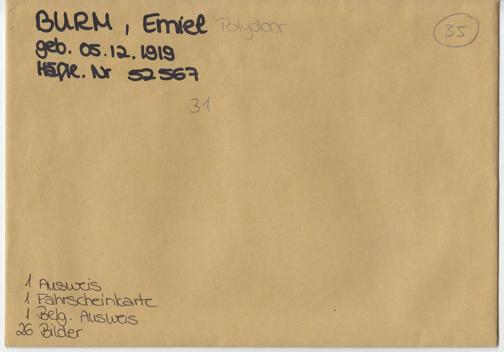 BURM, Emiel Polydoor
35
geb. 05.12.1919
Häftl. Nr 52567
31
1 Ausweis
1 Fahrscheinkarte
1 Belg. Ausweis
26 Bilder